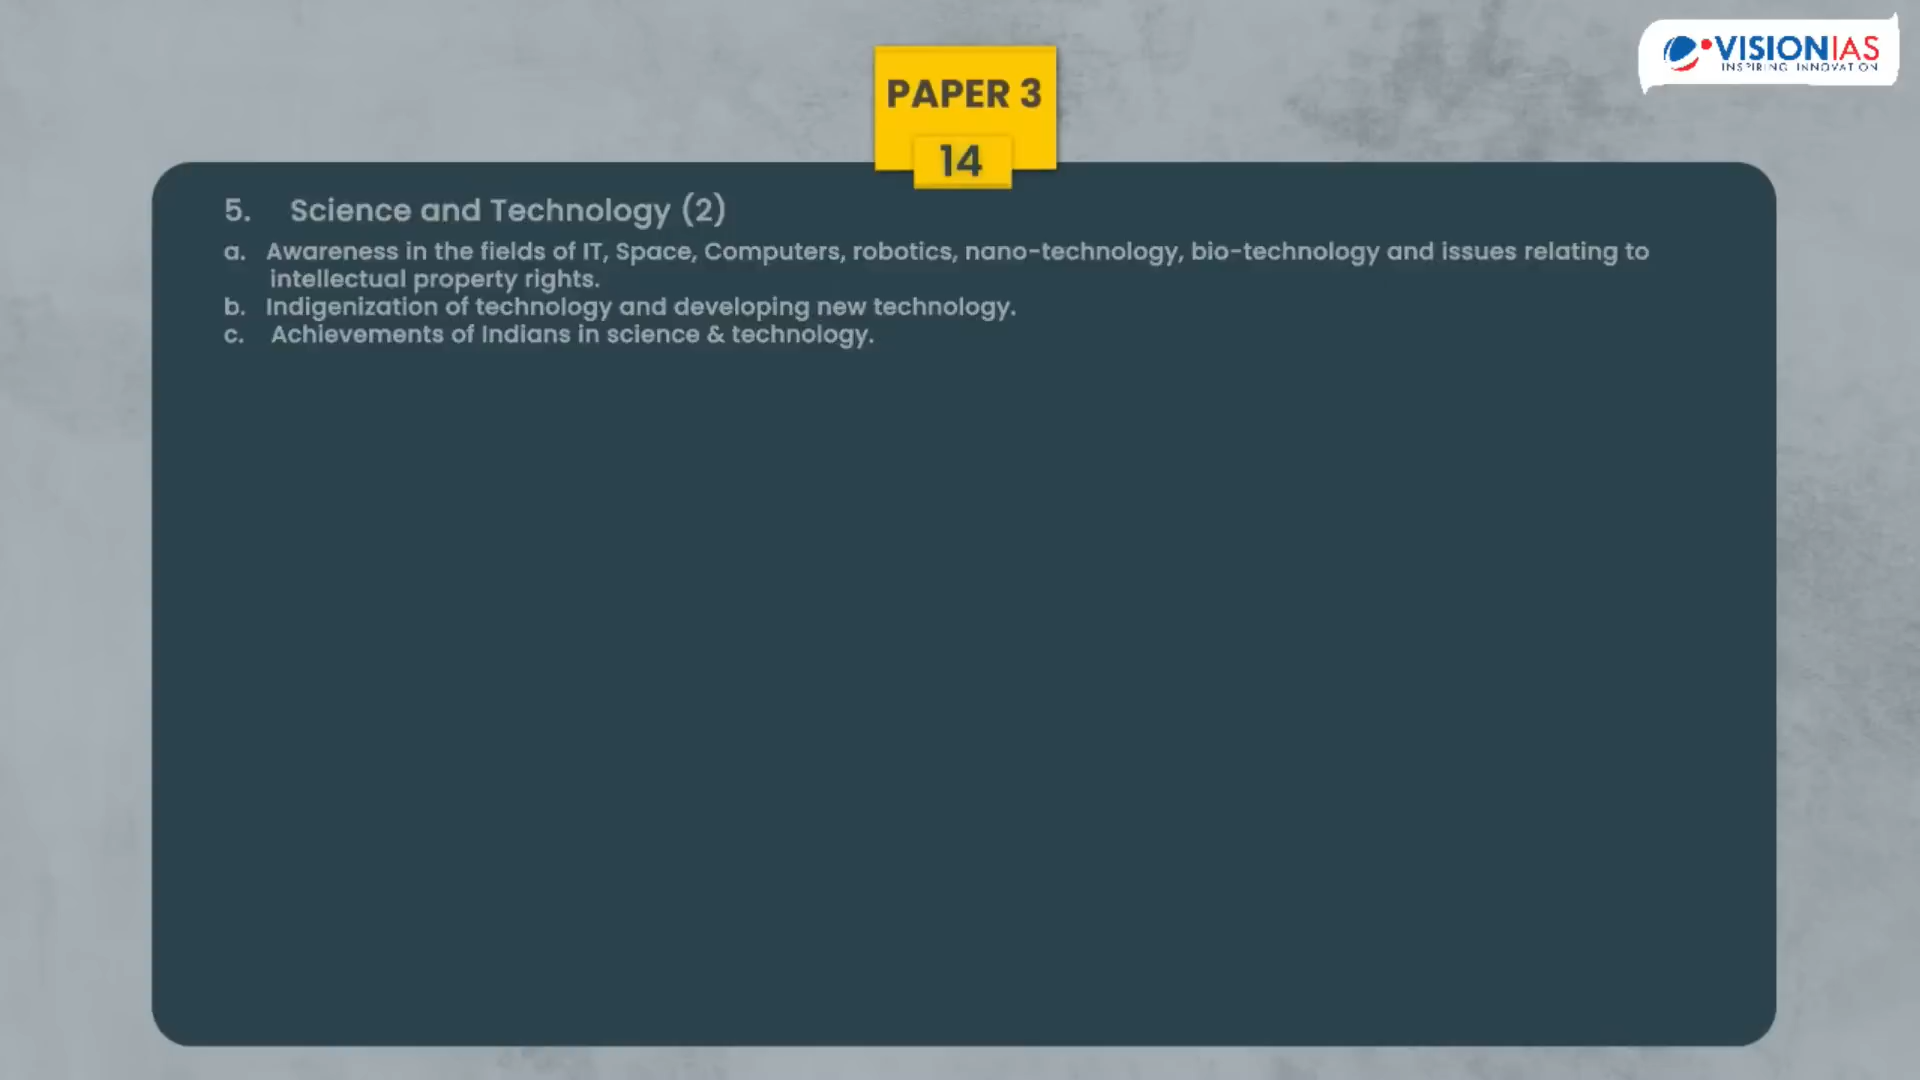 VISIONIAS
INSPIRING INNOVATION
PAPER 3
14
5. Science and Technology (2)
a. Awareness in the fields of IT, Space, Computers, robotics, nano-technology, bio-technology and issues relating to
intellectual property rights.
b. Indigenization of technology and developing new technology.
c. Achievements of Indians in science & technology.